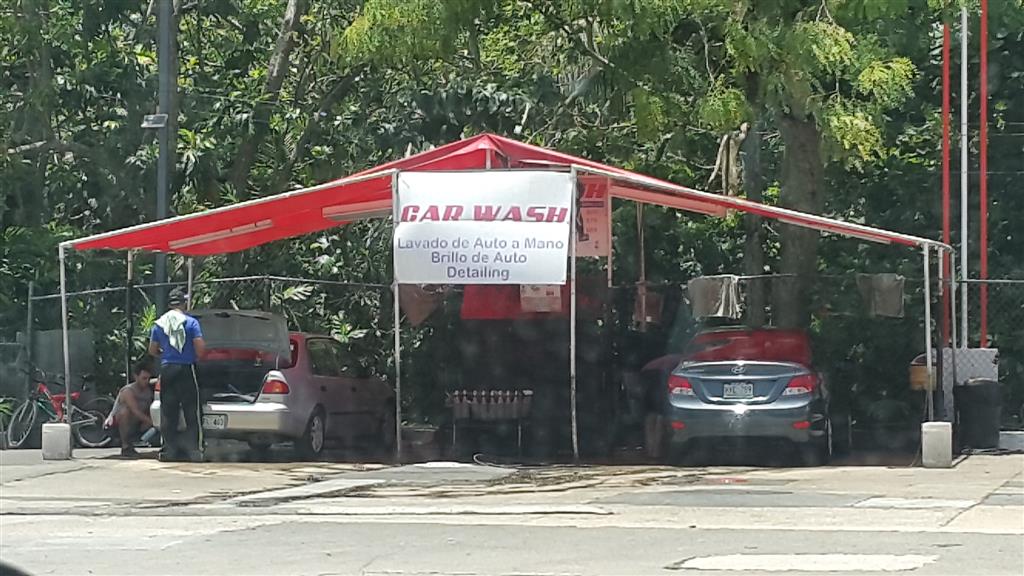 CAR WASH
Lavado de Auto a Mano
Brillo de Auto
Detailing